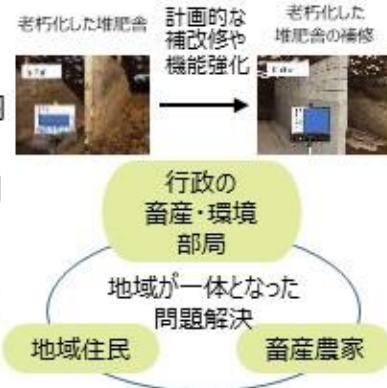 老朽化した堆肥舎
計画的な
補改修や
機能強化
老朽化した
堆肥舎の補修
行政の
畜産・環境
部局
地域が一体となった
問題解決
地域住民
畜産農家